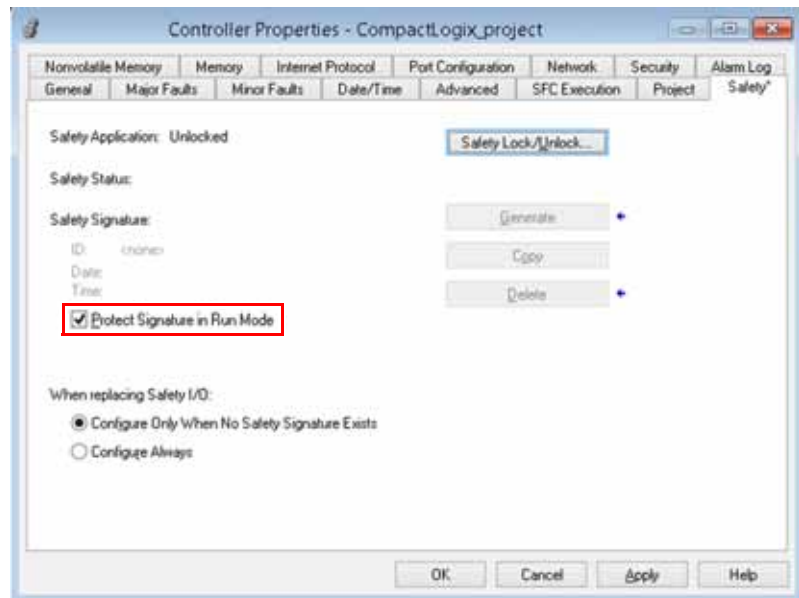 Controller Properties - CompactLogix_project
Nonvolatile Memory Memory Internet Protocol Port Configuration Network Security Alarm Log
General Major Faults Minor Faults Date/Time Advanced SFC Execution Project Safety*
Safety Application: Unlocked Safety Lock/Unlock...
Safety Status:
Safety Signature: Generate
ID: <none> Copy
Date:
Time: Delete
Protect Signature in Run Mode
When replacing Safety I/O:
Configure Only When No Safety Signature Exists
Configure Always
OK Cancel Apply Help